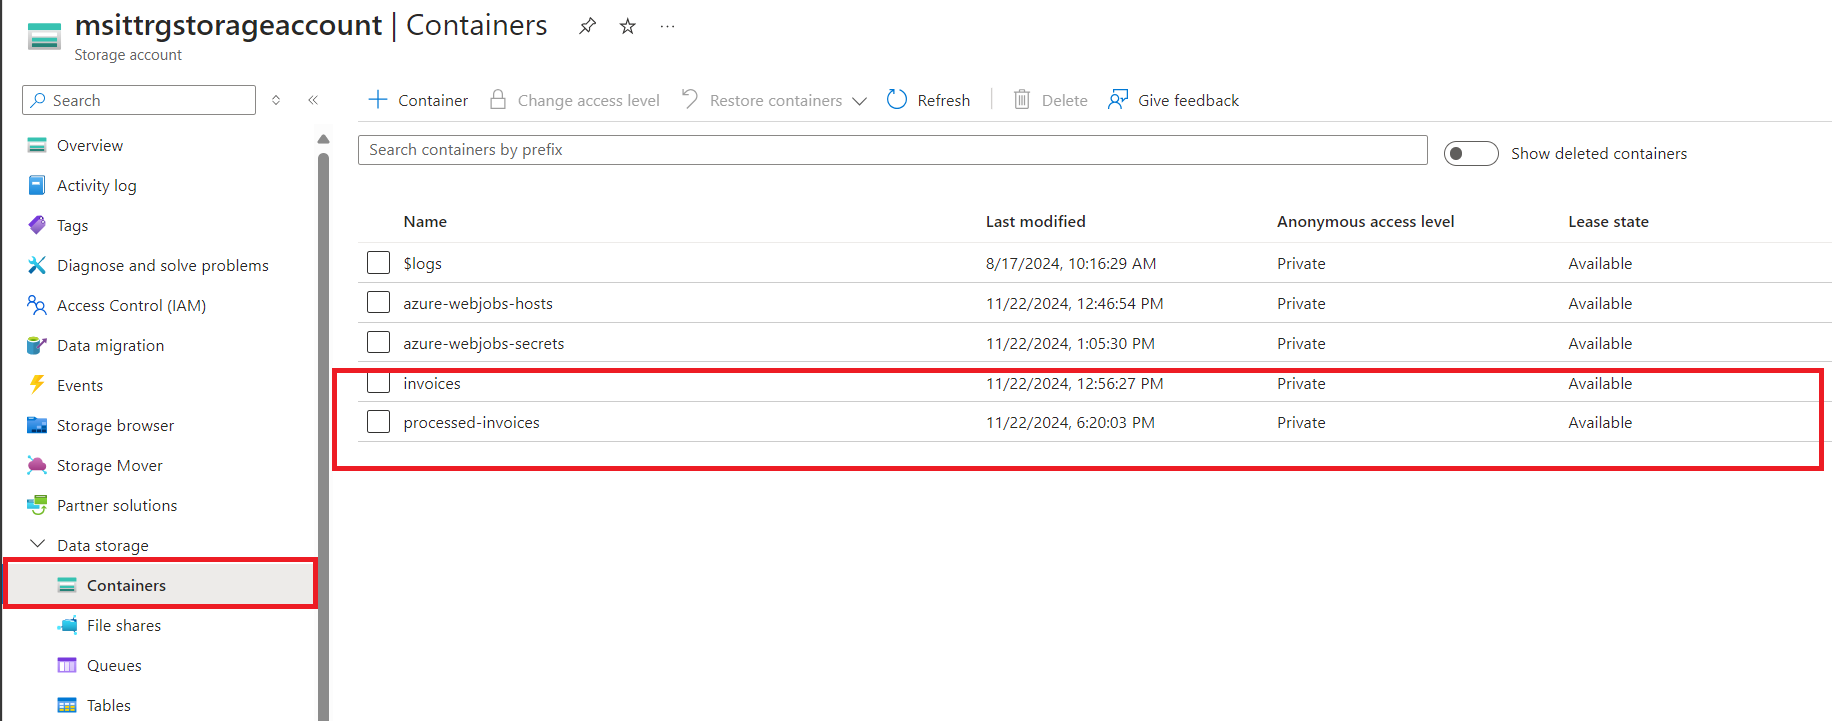 msittrgstorageaccount | Containers
Storage account
Search
Container
Change access level
Restore containers
Refresh
Delete
Give feedback
Search containers by prefix
Show deleted containers
Overview
Activity log
Tags
Diagnose and solve problems
Access Control (IAM)
Data migration
Events
Storage browser
Storage Mover
Partner solutions
Data storage
Containers
File shares
Queues
Tables
Name Last modified Anonymous access level Lease state
$logs 8/17/2024, 10:16:29 AM Private Available
azure-webjobs-hosts 11/22/2024, 12:46:54 PM Private Available
azure-webjobs-secrets 11/22/2024, 1:05:30 PM Private Available
invoices 11/22/2024, 12:56:27 PM Private Available
processed-invoices 11/22/2024, 6:20:03 PM Private Available